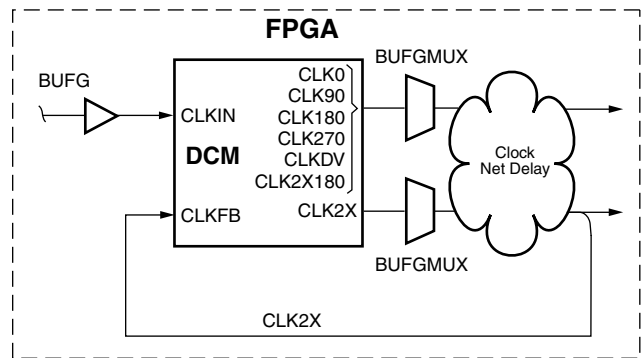 FPGA
BUFGMUX
BUFG
CLK0
CLK90
CLK180
CLK270
CLKDV
CLK2X180
CLK2X
CLKIN
DCM
CLKFB
Clock
Net Delay
BUFGMUX
CLK2X